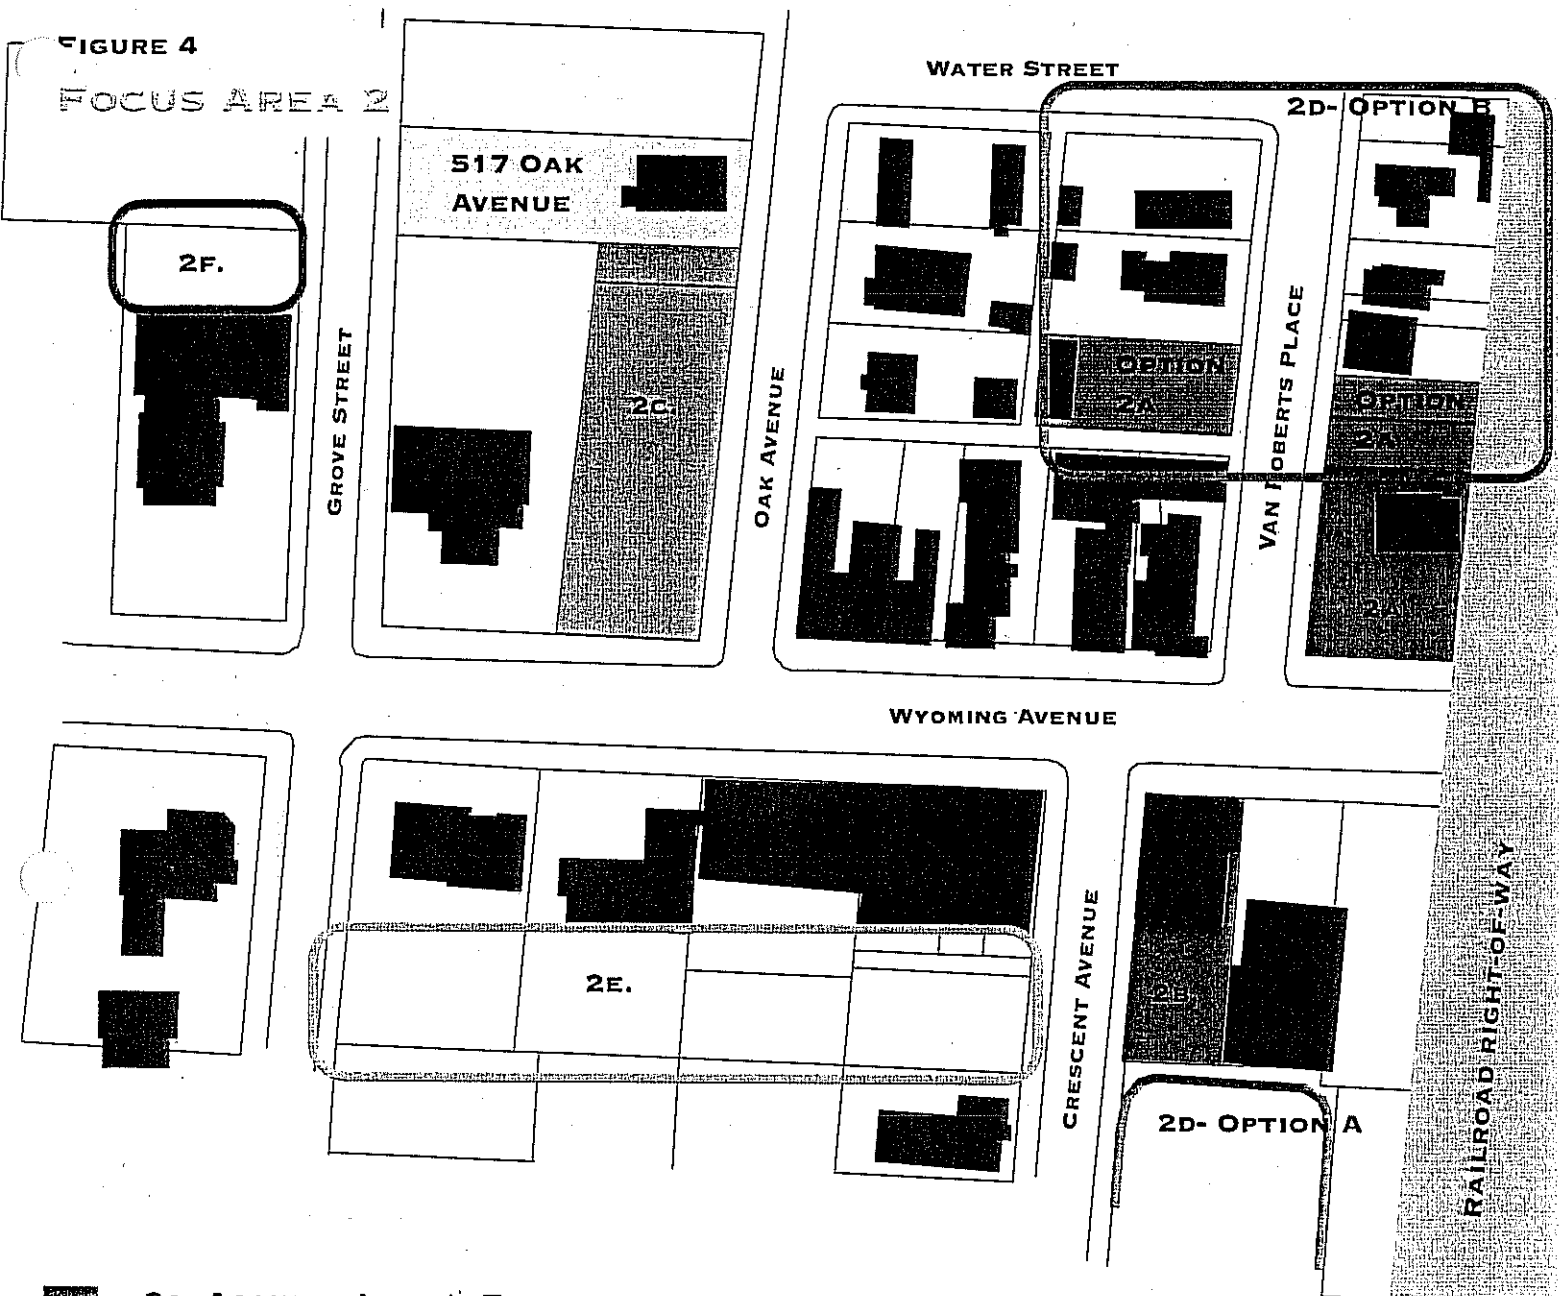 FIGURE 4
FOCUS AREA 2
WATER STREET
2D- OPTION B
517 OAK
AVENUE
2F.
GROVE STREET
2C.
OAK AVENUE
OPTION
2A
VAN ROBERTS PLACE
OPTION
2A
2A
WYOMING AVENUE
2E.
CRESCENT AVENUE
2D- OPTION A
RAILROAD RIGHT-OF-WAY